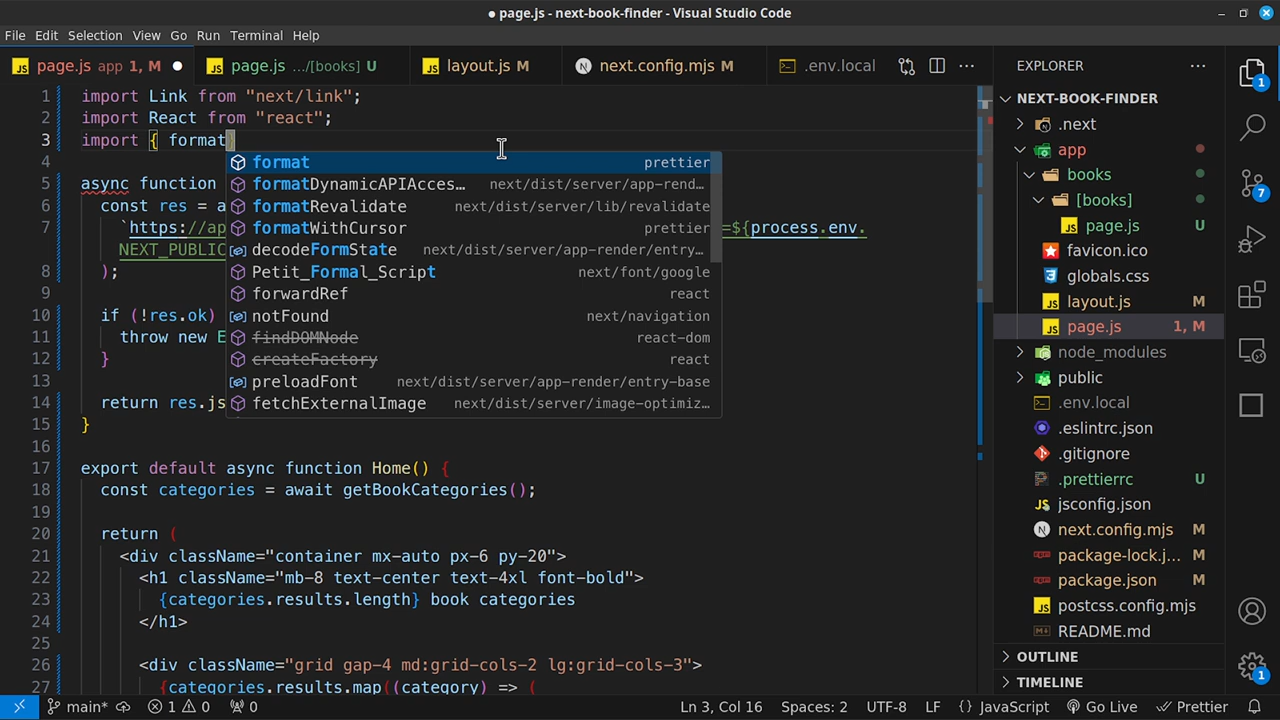 ● page.js - next-book-finder - Visual Studio Code
File Edit Selection View Go Run Terminal Help
JS page.js app 1, M ●
JS page.js .../[books] U
JS layout.js M
N next.config.mjs M
.env.local
1 import Link from "next/link";
2 import React from "react";
3 import { format}
4
5 async function
6 const res = a
7 `https://ap =${process.env.
NEXT_PUBLIC
8 );
9
10 if (!res.ok)
11 throw new E
12 }
13
14 return res.js
15 }
16
17 export default async function Home() {
18 const categories = await getBookCategories();
19
20 return (
21 <div className="container mx-auto px-6 py-20">
22 <h1 className="mb-8 text-center text-4xl font-bold">
23 {categories.results.length} book categories
24 </h1>
25
26 <div className="grid gap-4 md:grid-cols-2 lg:grid-cols-3">
27 {categories.results.map((category) => (
format prettier
formatDynamicAPIAcces… next/dist/server/app-rend…
formatRevalidate next/dist/server/lib/revalidate
formatWithCursor prettier
decodeFormState next/dist/server/app-render/entry…
Petit_Formal_Script next/font/google
forwardRef react
notFound next/navigation
findDOMNode react-dom
createFactory react
preloadFont next/dist/server/app-render/entry-base
fetchExternalImage next/dist/server/image-optimiz…
EXPLORER
NEXT-BOOK-FINDER
.next
app
books
[books]
JS page.js U
favicon.ico
globals.css
JS layout.js M
JS page.js 1, M
node_modules
public
.env.local
.eslintrc.json
.gitignore
.prettierrc U
JS jsconfig.json
N next.config.mjs M
package-lock.j... M
package.json M
JS postcss.config.mjs
README.md
OUTLINE
TIMELINE
1
7
1
main* 1 0 0 Ln 3, Col 16 Spaces: 2 UTF-8 LF {} JavaScript Go Live Prettier